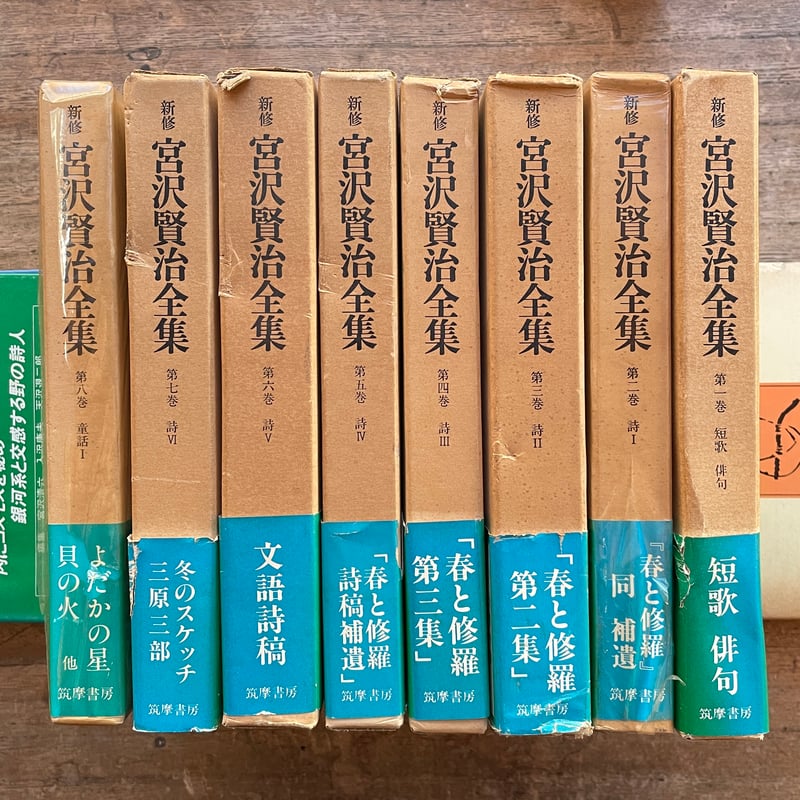 新修
宮沢賢治全集
第一巻 短歌 俳句
短歌 俳句
筑摩書房
新修
宮沢賢治全集
第二巻 詩I
『春と修羅』
同 補遺
筑摩書房
新修
宮沢賢治全集
第三巻 詩II
「春と修羅
第二集」
筑摩書房
新修
宮沢賢治全集
第四巻 詩III
「春と修羅
第三集」
筑摩書房
新修
宮沢賢治全集
第五巻 詩IV
「春と修羅
詩稿補遺」
筑摩書房
新修
宮沢賢治全集
第六巻 詩V
文語詩稿
筑摩書房
新修
宮沢賢治全集
第七巻 詩VI
冬のスケッチ
三原三部
筑摩書房
新修
宮沢賢治全集
第八巻 童話I
よだかの星
貝の火 他
筑摩書房
銀河系と交感する野の詩人